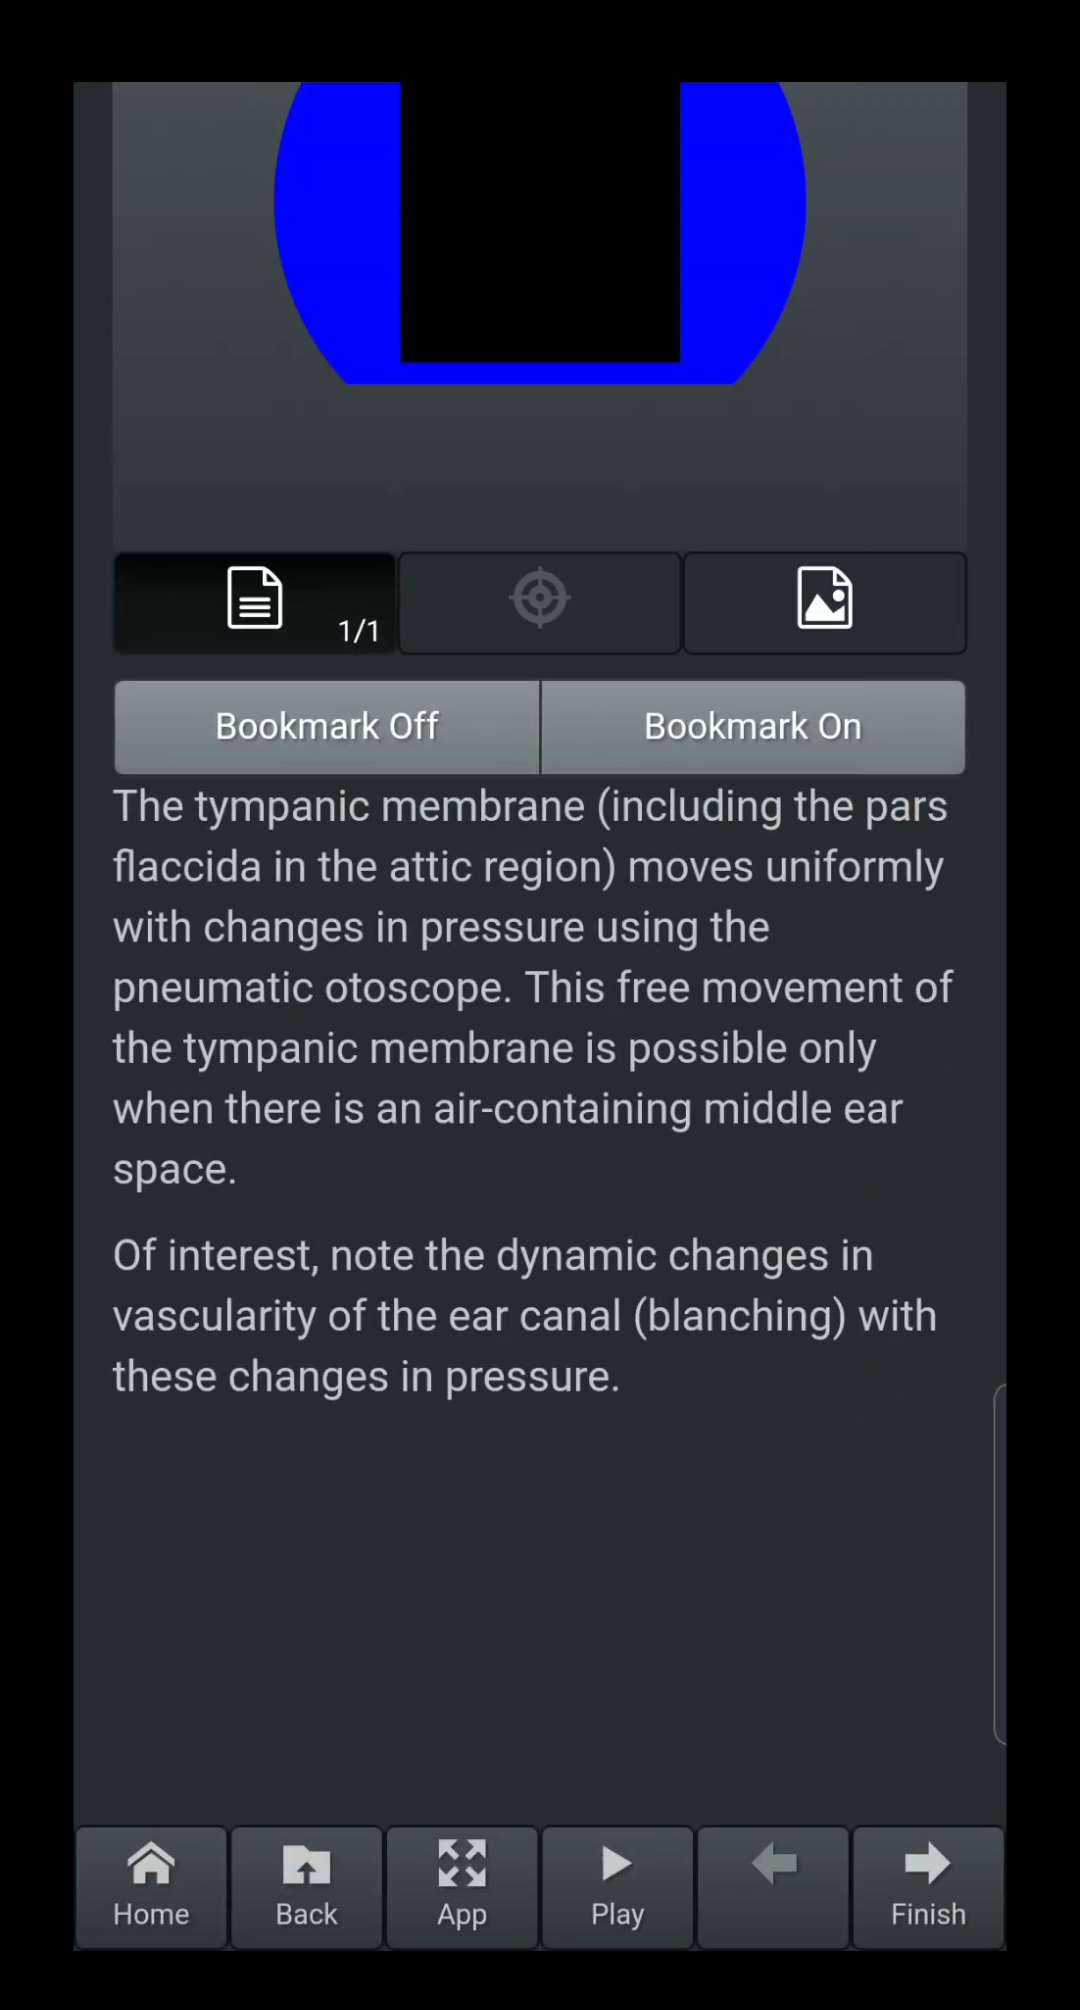 1/1
Bookmark Off Bookmark On
The tympanic membrane (including the pars
flaccida in the attic region) moves uniformly
with changes in pressure using the
pneumatic otoscope. This free movement of
the tympanic membrane is possible only
when there is an air-containing middle ear
space.
Of interest, note the dynamic changes in
vascularity of the ear canal (blanching) with
these changes in pressure.
Home Back App Play Finish